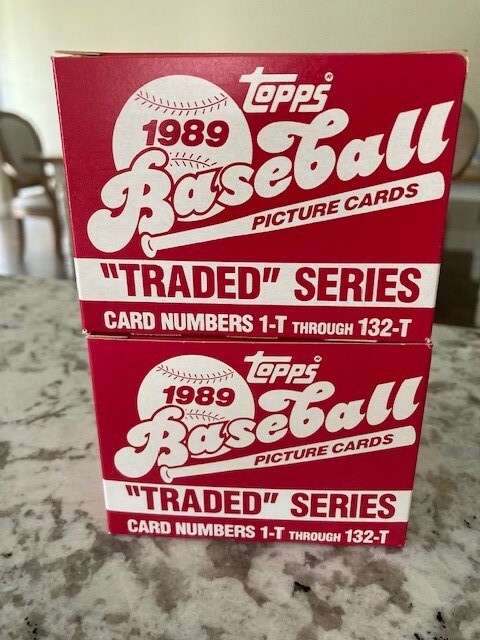 Topps
1989
Baseball
PICTURE CARDS
"TRADED" SERIES
CARD NUMBERS 1-T THROUGH 132-T
Topps
1989
Baseball
PICTURE CARDS
"TRADED" SERIES
CARD NUMBERS 1-T THROUGH 132-T